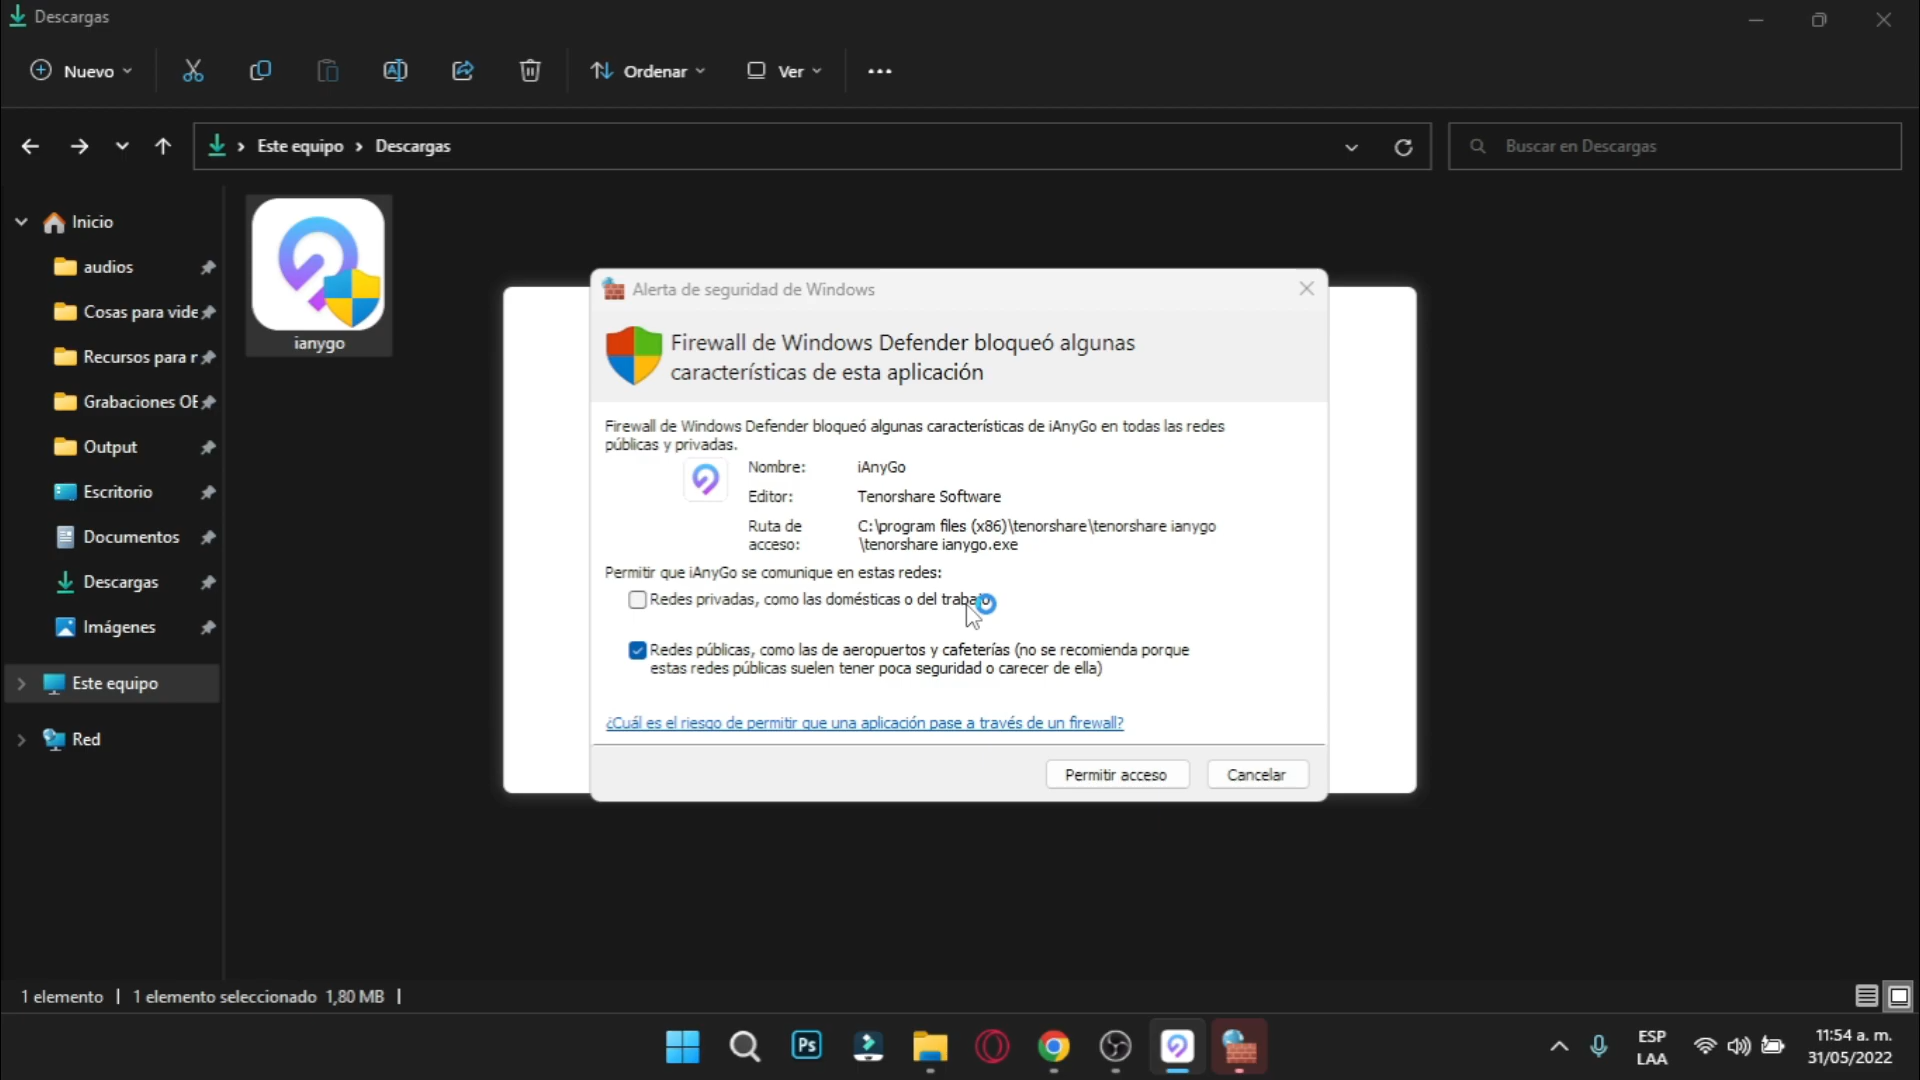 Descargas
Nuevo
Ordenar
Ver
Este equipo
Descargas
Buscar en Descargas
Inicio
audios
Cosas para vide
Recursos para r
Grabaciones OB
Output
Escritorio
Documentos
Descargas
Imágenes
Este equipo
Red
ianygo
Alerta de seguridad de Windows
Firewall de Windows Defender bloqueó algunas
características de esta aplicación
Firewall de Windows Defender bloqueó algunas características de iAnyGo en todas las redes
públicas y privadas.
Nombre: iAnyGo
Editor: Tenorshare Software
Ruta de C:\program files (x86)\tenorshare\tenorshare ianygo
acceso: \tenorshare ianygo.exe
Permitir que iAnyGo se comunique en estas redes:
Redes privadas, como las domésticas o del trabajo
Redes públicas, como las de aeropuertos y cafeterías (no se recomienda porque
estas redes públicas suelen tener poca seguridad o carecer de ella)
¿Cuál es el riesgo de permitir que una aplicación pase a través de un firewall?
Permitir acceso
Cancelar
1 elemento
1 elemento seleccionado 1,80 MB
Ps
ESP
LAA
11:54 a. m.
31/05/2022